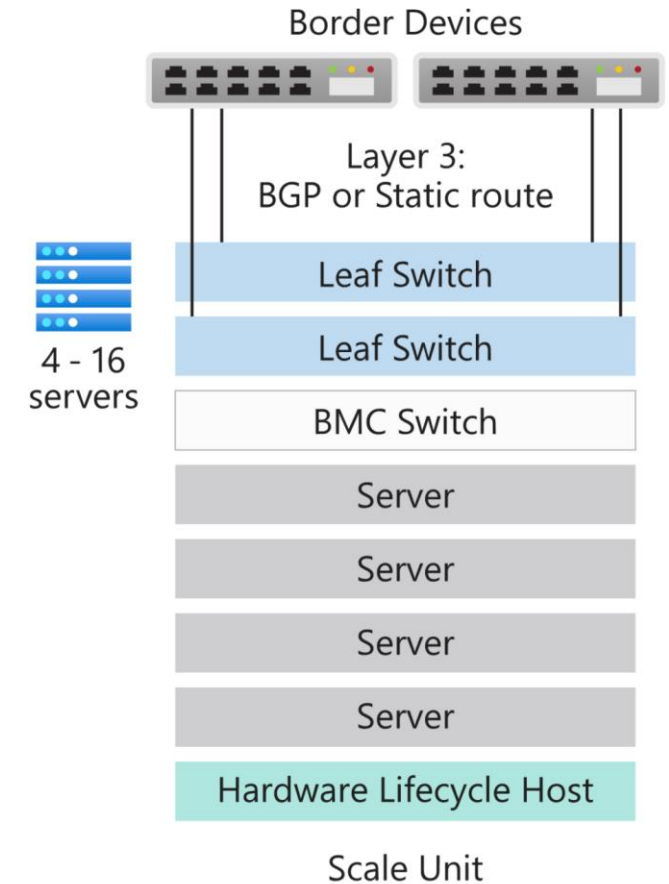 Border Devices
Layer 3:
BGP or Static route
Leaf Switch
Leaf Switch
4 - 16
servers
BMC Switch
Server
Server
Server
Server
Hardware Lifecycle Host
Scale Unit